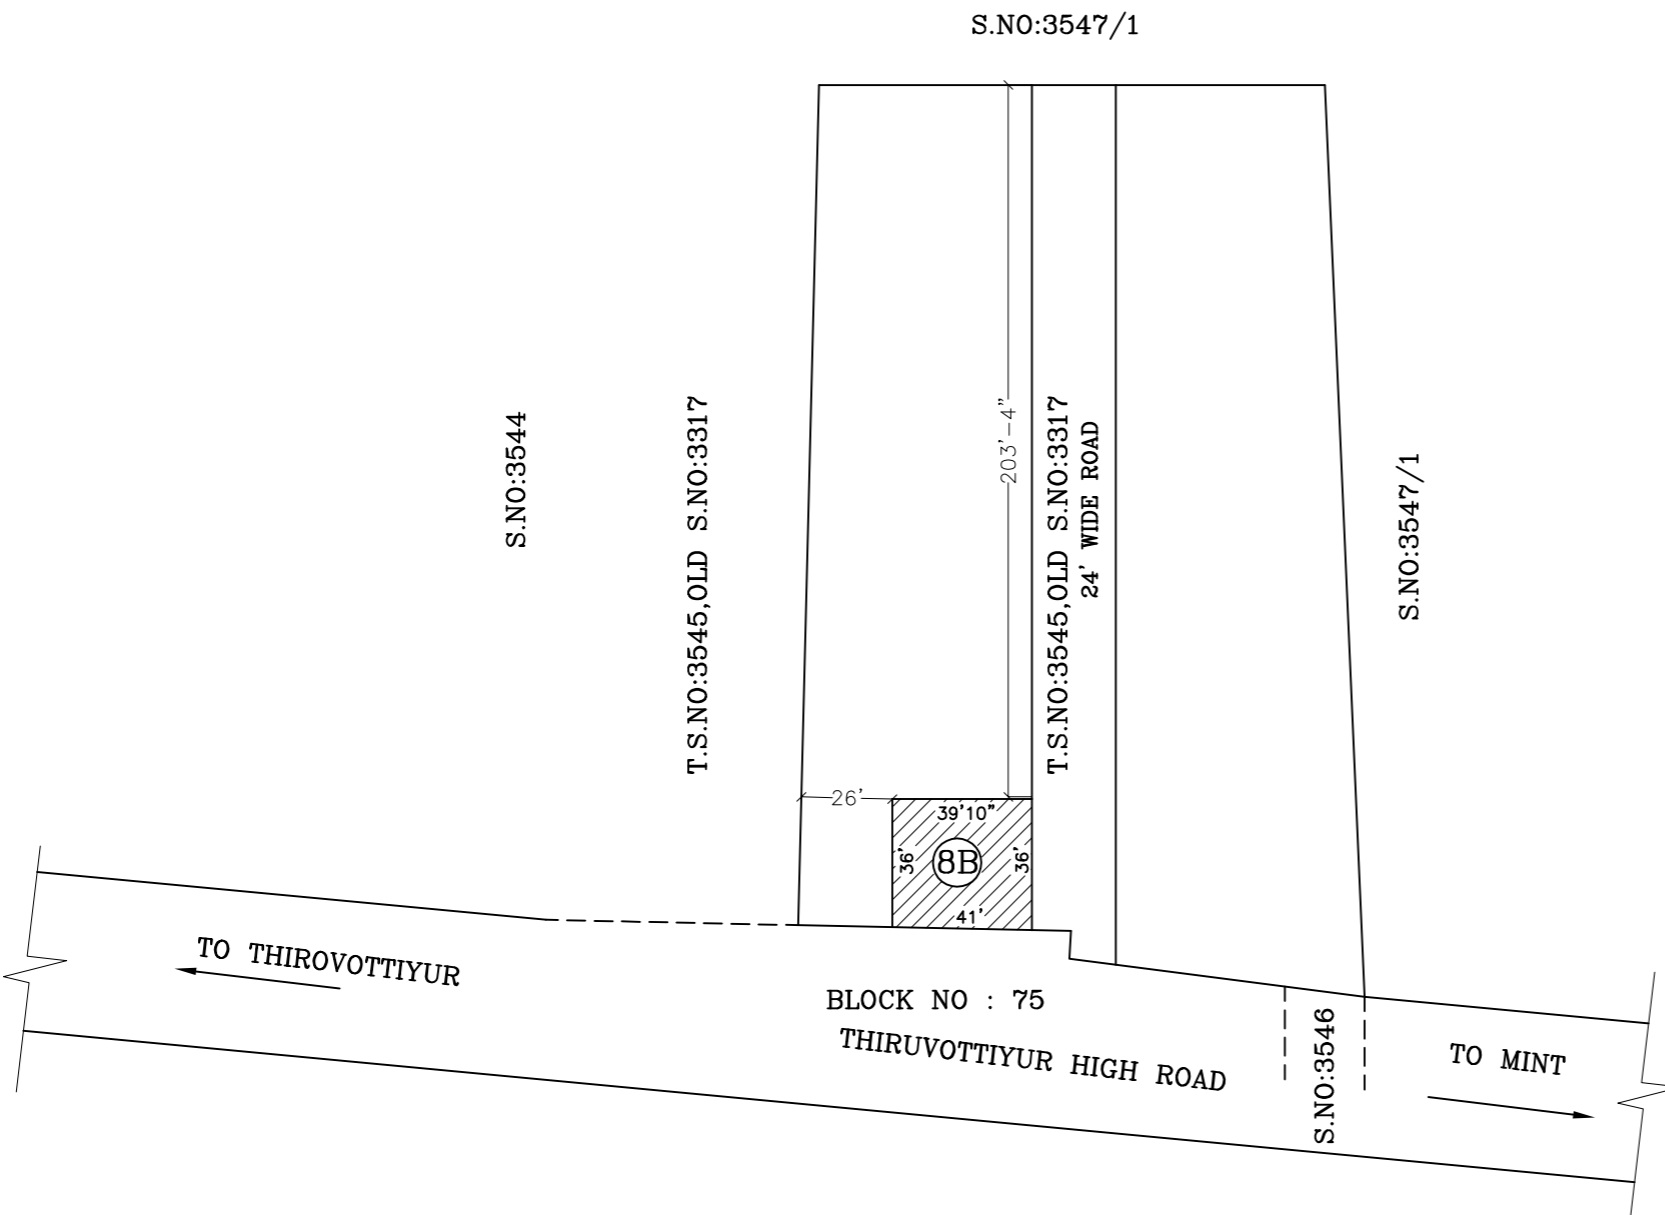 S.NO:3547/1
S.NO:3544
T.S.NO:3545,OLD S.NO:3317
203'-4"
T.S.NO:3545,OLD S.NO:3317
24' WIDE ROAD
S.NO:3547/1
26'
39'10"
36'
8B
36'
41'
TO THIROVOTTIYUR
BLOCK NO : 75
THIRUVOTTIYUR HIGH ROAD
S.NO:3546
TO MINT